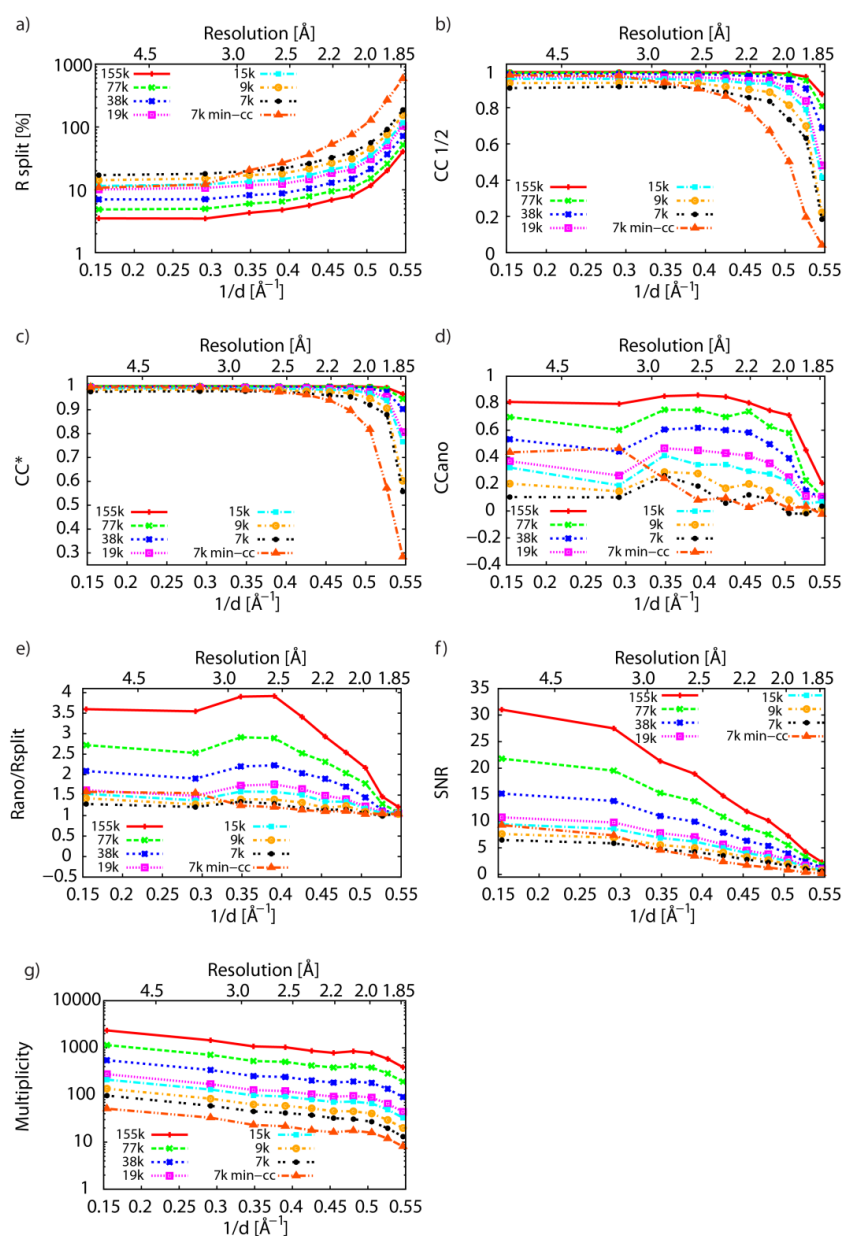 a)
Resolution [Å]
4.5 3.0 2.5 2.2 2.0 1.85
R split [%]
1000
100
10
1
155k
77k
38k
19k
15k
9k
7k
7k min-cc
0.15 0.2 0.25 0.3 0.35 0.4 0.45 0.5 0.55
1/d [Å⁻¹]
b)
Resolution [Å]
4.5 3.0 2.5 2.2 2.0 1.85
CC 1/2
1
0.8
0.6
0.4
0.2
0
155k
77k
38k
19k
15k
9k
7k
7k min-cc
0.15 0.2 0.25 0.3 0.35 0.4 0.45 0.5 0.55
1/d [Å⁻¹]
c)
Resolution [Å]
4.5 3.0 2.5 2.2 2.0 1.85
CC*
1
0.9
0.8
0.7
0.6
0.5
0.4
0.3
155k
77k
38k
19k
15k
9k
7k
7k min-cc
0.15 0.2 0.25 0.3 0.35 0.4 0.45 0.5 0.55
1/d [Å⁻¹]
d)
Resolution [Å]
4.5 3.0 2.5 2.2 2.0 1.85
CCano
0.8
0.6
0.4
0.2
0
−0.2
−0.4
155k
77k
38k
19k
15k
9k
7k
7k min-cc
0.15 0.2 0.25 0.3 0.35 0.4 0.45 0.5 0.55
1/d [Å⁻¹]
e)
Resolution [Å]
4.5 3.0 2.5 2.2 2.0 1.85
Rano/Rsplit
4
3.5
3
2.5
2
1.5
1
0.5
0
−0.5
155k
77k
38k
19k
15k
9k
7k
7k min-cc
0.15 0.2 0.25 0.3 0.35 0.4 0.45 0.5 0.55
1/d [Å⁻¹]
f)
Resolution [Å]
4.5 3.0 2.5 2.2 2.0 1.85
SNR
35
30
25
20
15
10
5
0
155k
77k
38k
19k
15k
9k
7k
7k min-cc
0.15 0.2 0.25 0.3 0.35 0.4 0.45 0.5 0.55
1/d [Å⁻¹]
g)
Resolution [Å]
4.5 3.0 2.5 2.2 2.0 1.85
Multiplicity
10000
1000
100
10
1
155k
77k
38k
19k
15k
9k
7k
7k min-cc
0.15 0.2 0.25 0.3 0.35 0.4 0.45 0.5 0.55
1/d [Å⁻¹]